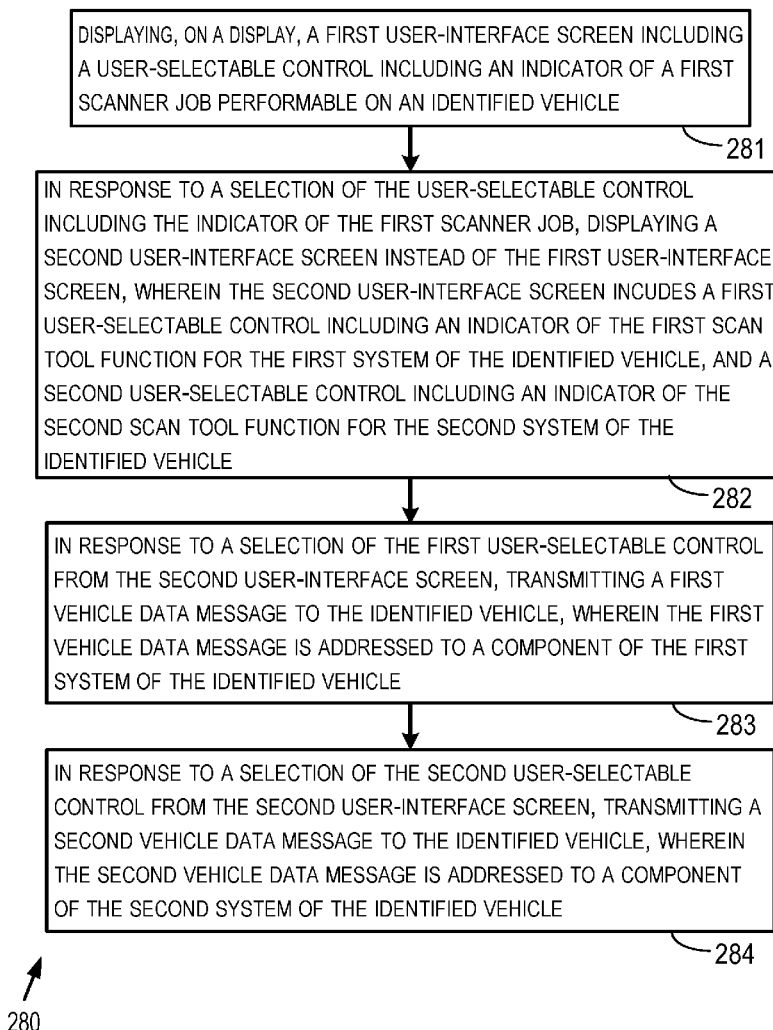 DISPLAYING, ON A DISPLAY, A FIRST USER-INTERFACE SCREEN INCLUDING
A USER-SELECTABLE CONTROL INCLUDING AN INDICATOR OF A FIRST
SCANNER JOB PERFORMABLE ON AN IDENTIFIED VEHICLE
281
IN RESPONSE TO A SELECTION OF THE USER-SELECTABLE CONTROL
INCLUDING THE INDICATOR OF THE FIRST SCANNER JOB, DISPLAYING A
SECOND USER-INTERFACE SCREEN INSTEAD OF THE FIRST USER-INTERFACE
SCREEN, WHEREIN THE SECOND USER-INTERFACE SCREEN INCUDES A FIRST
USER-SELECTABLE CONTROL INCLUDING AN INDICATOR OF THE FIRST SCAN
TOOL FUNCTION FOR THE FIRST SYSTEM OF THE IDENTIFIED VEHICLE, AND A
SECOND USER-SELECTABLE CONTROL INCLUDING AN INDICATOR OF THE
SECOND SCAN TOOL FUNCTION FOR THE SECOND SYSTEM OF THE
IDENTIFIED VEHICLE
282
IN RESPONSE TO A SELECTION OF THE FIRST USER-SELECTABLE CONTROL
FROM THE SECOND USER-INTERFACE SCREEN, TRANSMITTING A FIRST
VEHICLE DATA MESSAGE TO THE IDENTIFIED VEHICLE, WHEREIN THE FIRST
VEHICLE DATA MESSAGE IS ADDRESSED TO A COMPONENT OF THE FIRST
SYSTEM OF THE IDENTIFIED VEHICLE
283
IN RESPONSE TO A SELECTION OF THE SECOND USER-SELECTABLE
CONTROL FROM THE SECOND USER-INTERFACE SCREEN, TRANSMITTING A
SECOND VEHICLE DATA MESSAGE TO THE IDENTIFIED VEHICLE, WHEREIN
THE SECOND VEHICLE DATA MESSAGE IS ADDRESSED TO A COMPONENT
OF THE SECOND SYSTEM OF THE IDENTIFIED VEHICLE
284
280